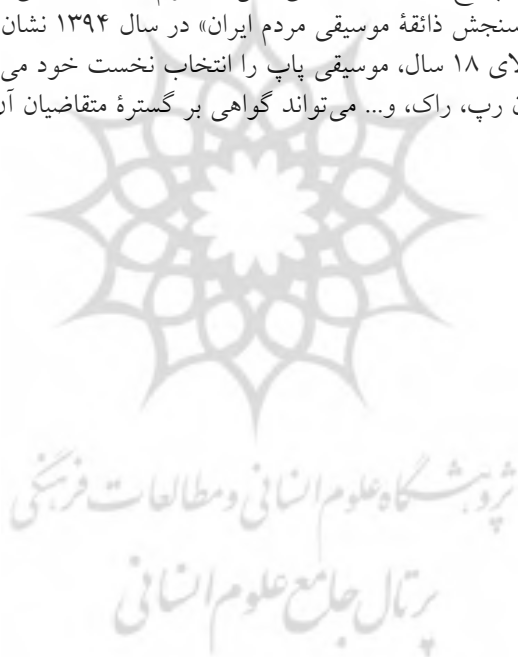 سنجش ذائقهٔ موسیقی مردم ایران» در سال ۱۳۹۴ نشان
لای ۱۸ سال، موسیقی پاپ را انتخاب نخست خود می
رپ، راک، و... می‌تواند گواهی بر گسترهٔ متقاضیان آن
پژوهشگاه علوم انسانی و مطالعات فرهنگی
پرتال جامع علوم انسانی